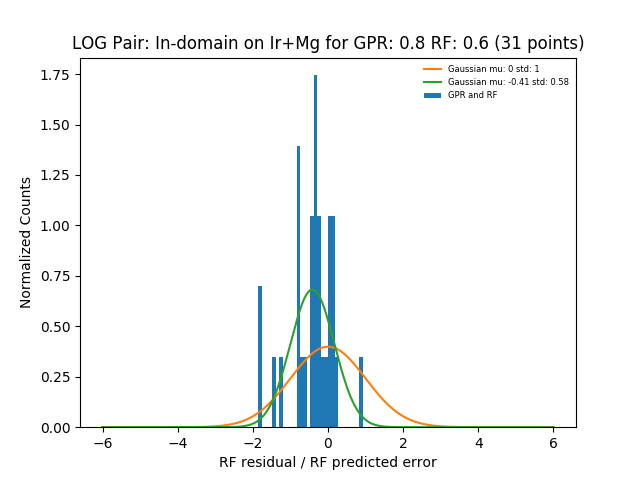 LOG Pair: In-domain on Ir+Mg for GPR: 0.8 RF: 0.6 (31 points)
Gaussian mu: 0 std: 1
Gaussian mu: -0.41 std: 0.58
GPR and RF
Normalized Counts
1.75
1.50
1.25
1.00
0.75
0.50
0.25
0.00
−6 −4 −2 0 2 4 6
RF residual / RF predicted error